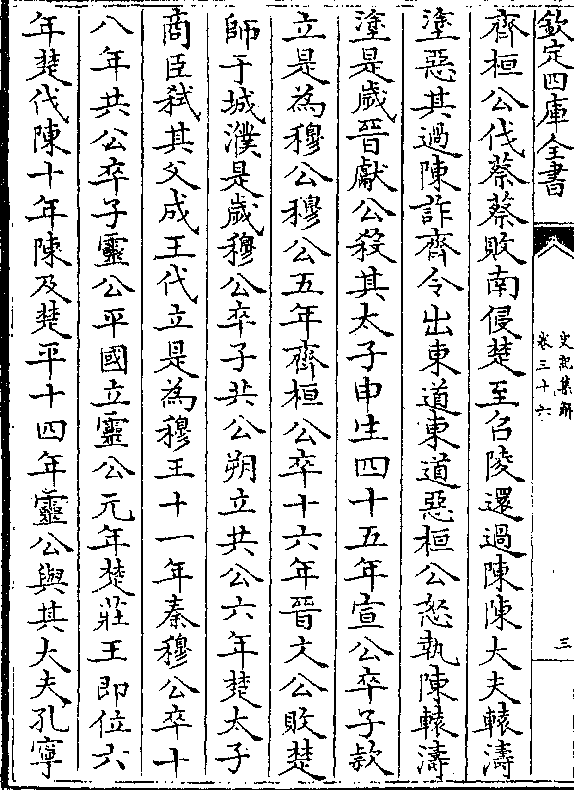 欽定四庫全書
史記集解
卷三十六
三
齊桓公伐蔡蔡敗南侵楚至召陵還過陳陳大夫轅濤
塗惡其過陳詐齊令出東道東道惡桓公怒執陳轅濤
塗是歲晉獻公殺其太子申生四十五年宣公卒子款
立是為穆公穆公五年齊桓公卒十六年晉文公敗楚
師于城濮是歲穆公卒子共公朔立共公六年楚太子
商臣弑其父成王代立是為穆王十一年秦穆公卒十
八年共公卒子靈公平國立靈公元年楚莊王即位六
年楚伐陳十年陳及楚平十四年靈公與其大夫孔寧